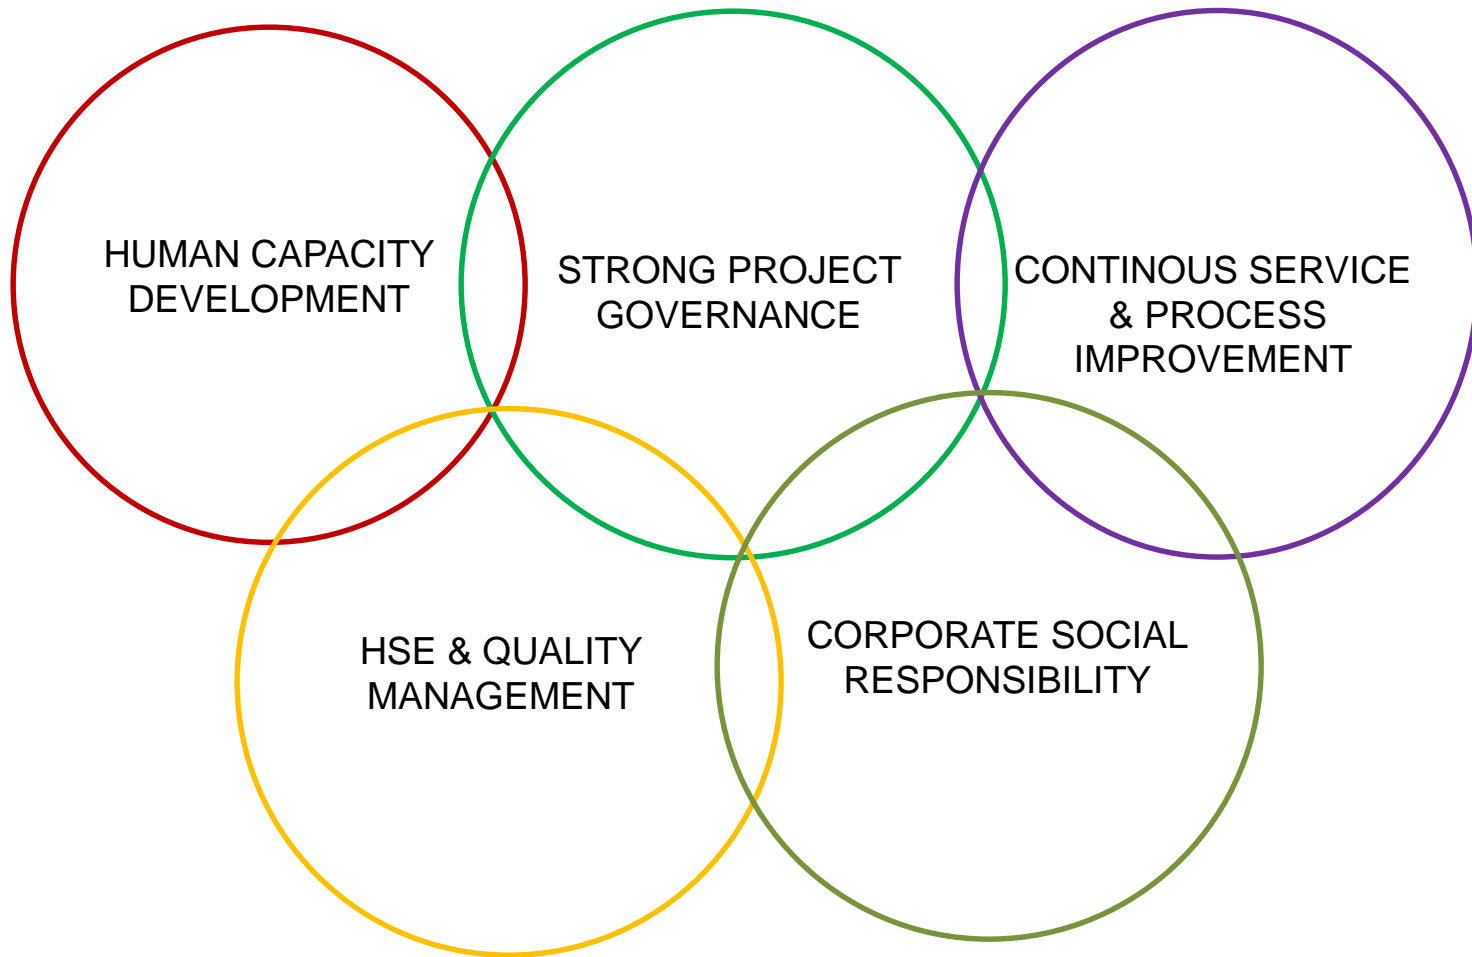 HUMAN CAPACITY
DEVELOPMENT
STRONG PROJECT
GOVERNANCE
CONTINOUS SERVICE
& PROCESS
IMPROVEMENT
HSE & QUALITY
MANAGEMENT
CORPORATE SOCIAL
RESPONSIBILITY